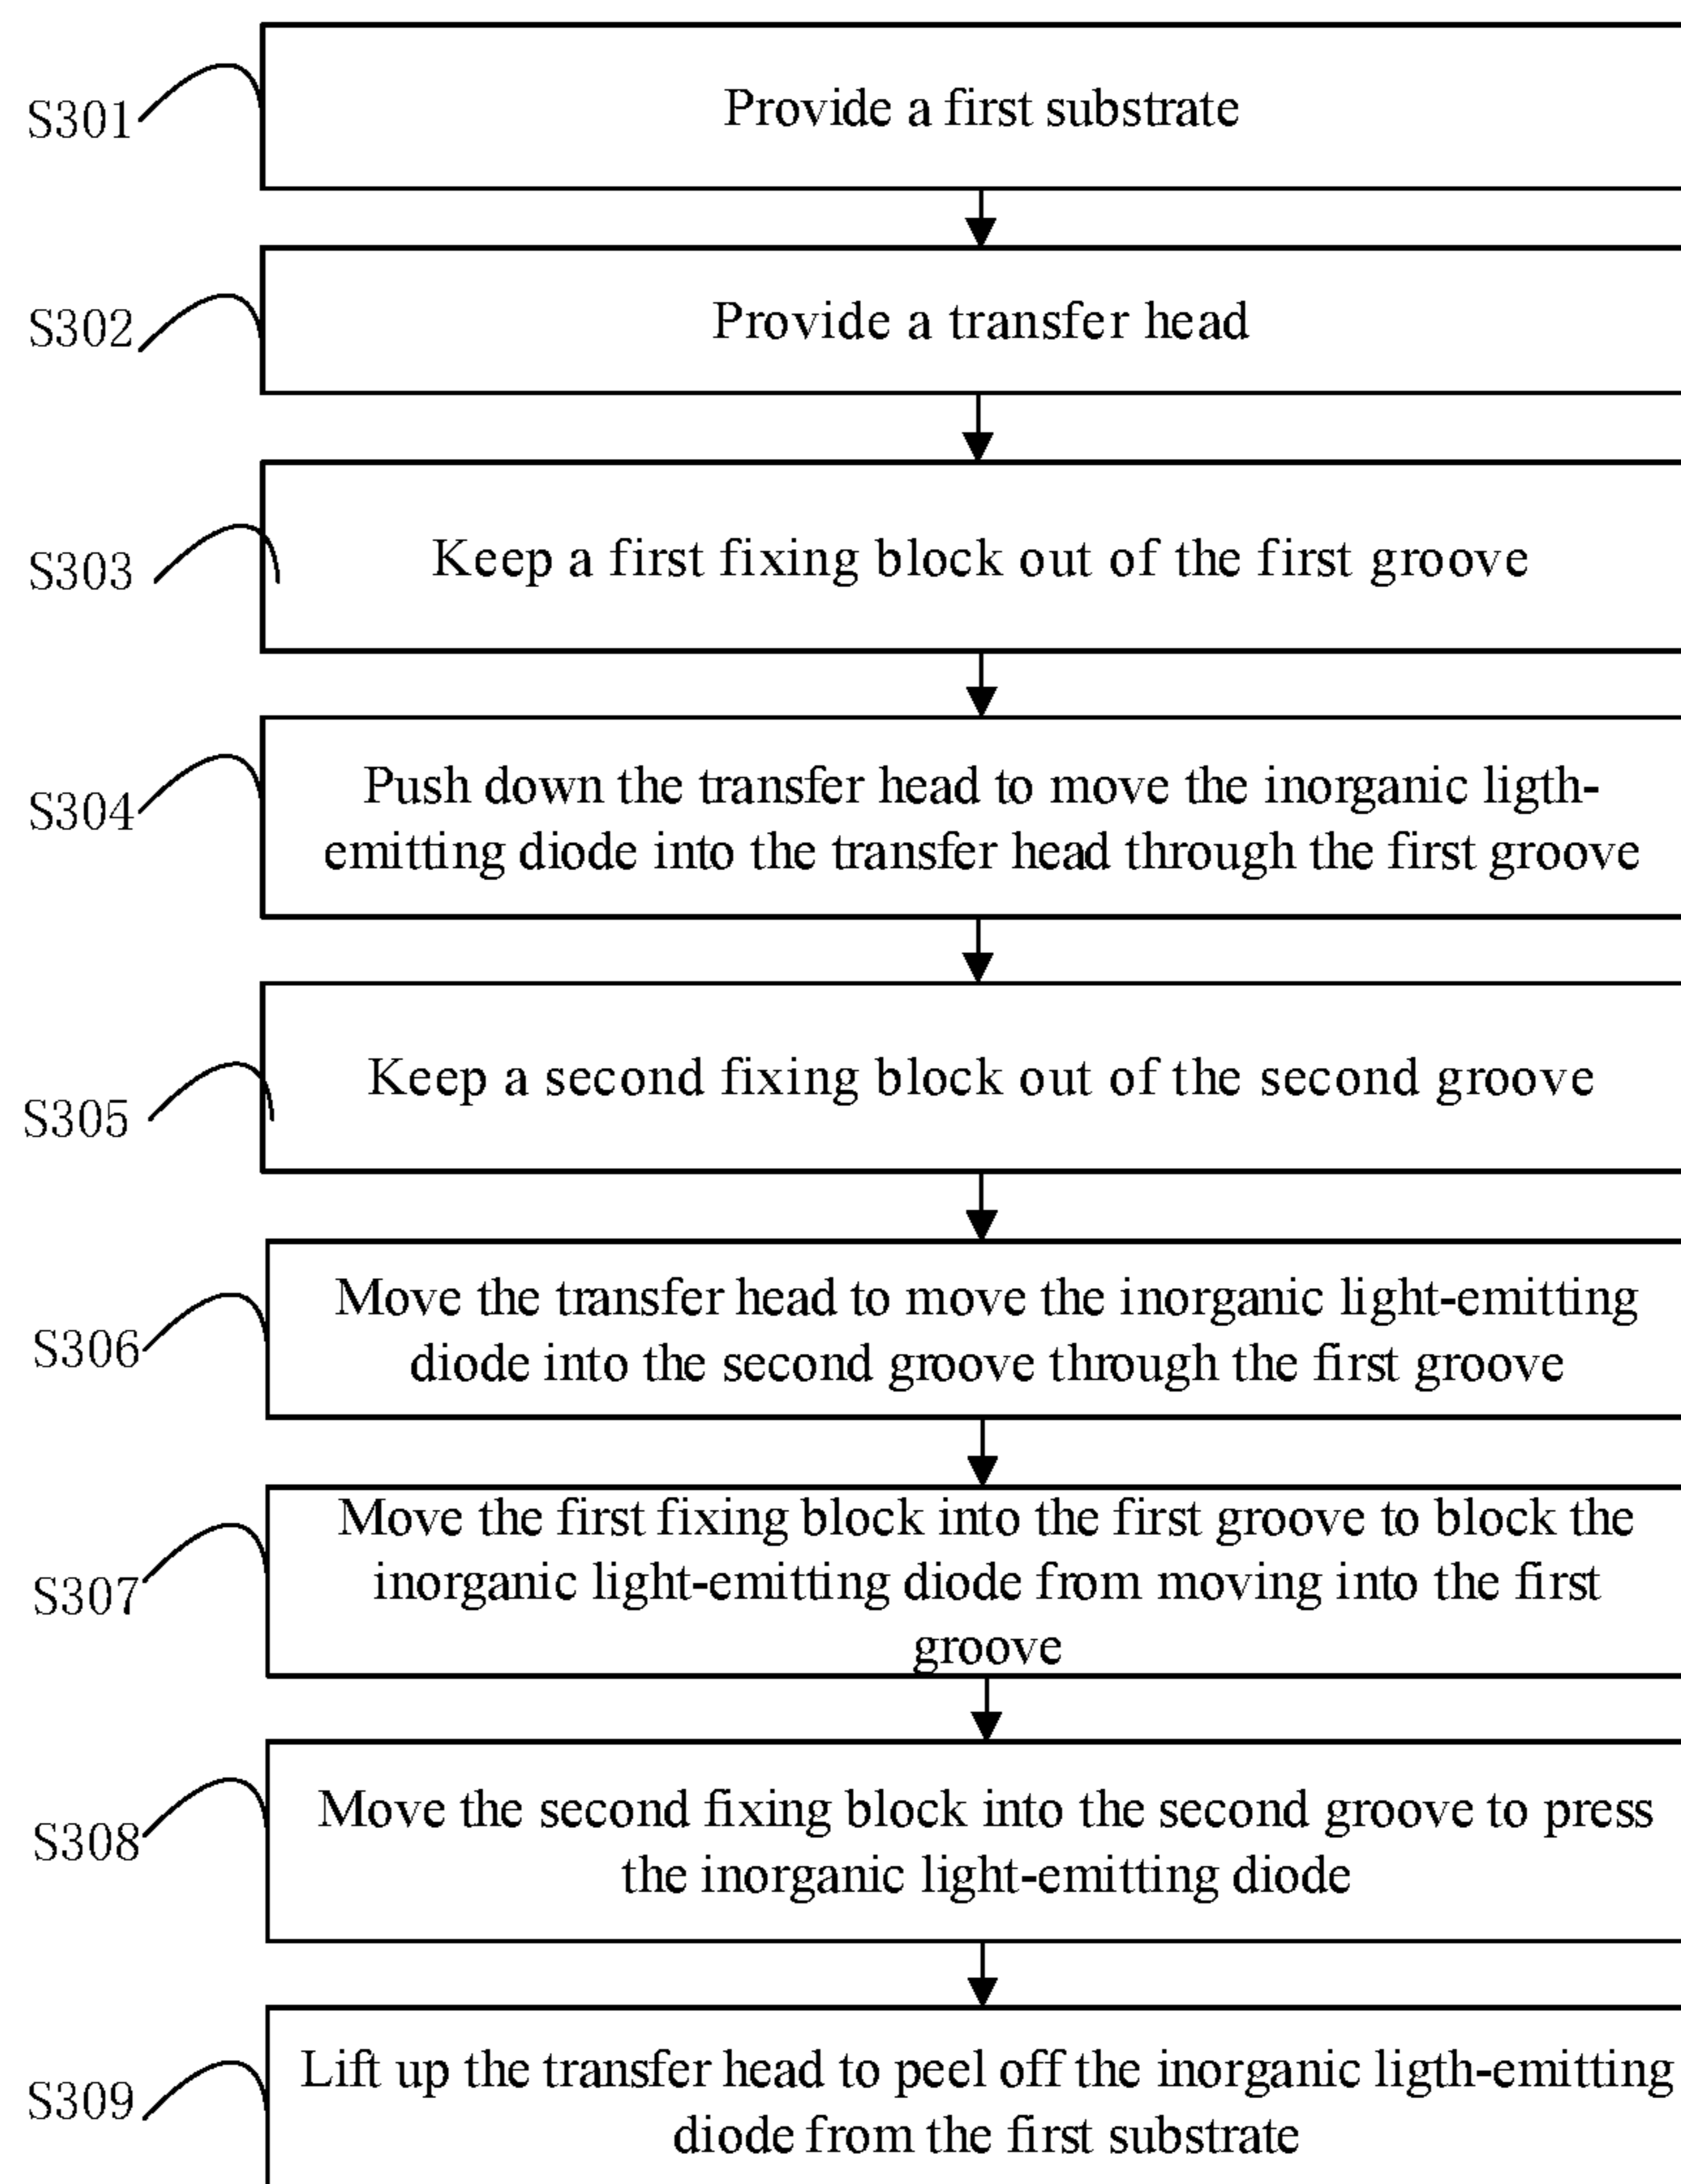 S301
Provide a first substrate
S302
Provide a transfer head
S303
Keep a first fixing block out of the first groove
S304
Push down the transfer head to move the inorganic ligth-
emitting diode into the transfer head through the first groove
S305
Keep a second fixing block out of the second groove
S306
Move the transfer head to move the inorganic light-emitting
diode into the second groove through the first groove
S307
Move the first fixing block into the first groove to block the
inorganic light-emitting diode from moving into the first
groove
S308
Move the second fixing block into the second groove to press
the inorganic light-emitting diode
S309
Lift up the transfer head to peel off the inorganic ligth-emitting
diode from the first substrate